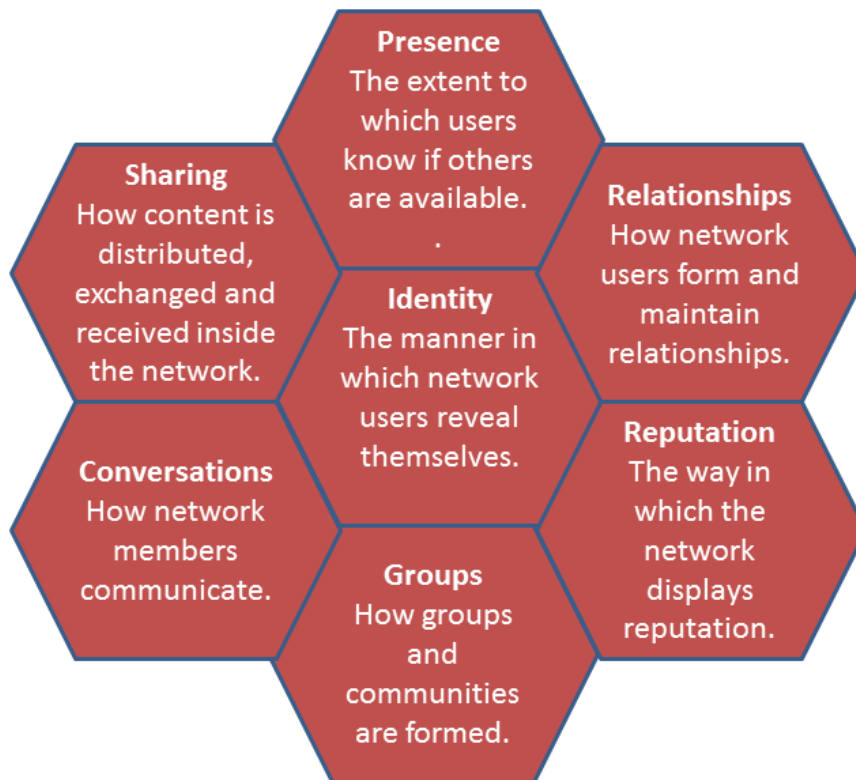 Presence
The extent to
which users
know if others
are available.
.
Sharing
How content is
distributed,
exchanged and
received inside
the network.
Relationships
How network
users form and
maintain
relationships.
Identity
The manner in
which network
users reveal
themselves.
Conversations
How network
members
communicate.
Reputation
The way in
which the
network
displays
reputation.
Groups
How groups
and
communities
are formed.